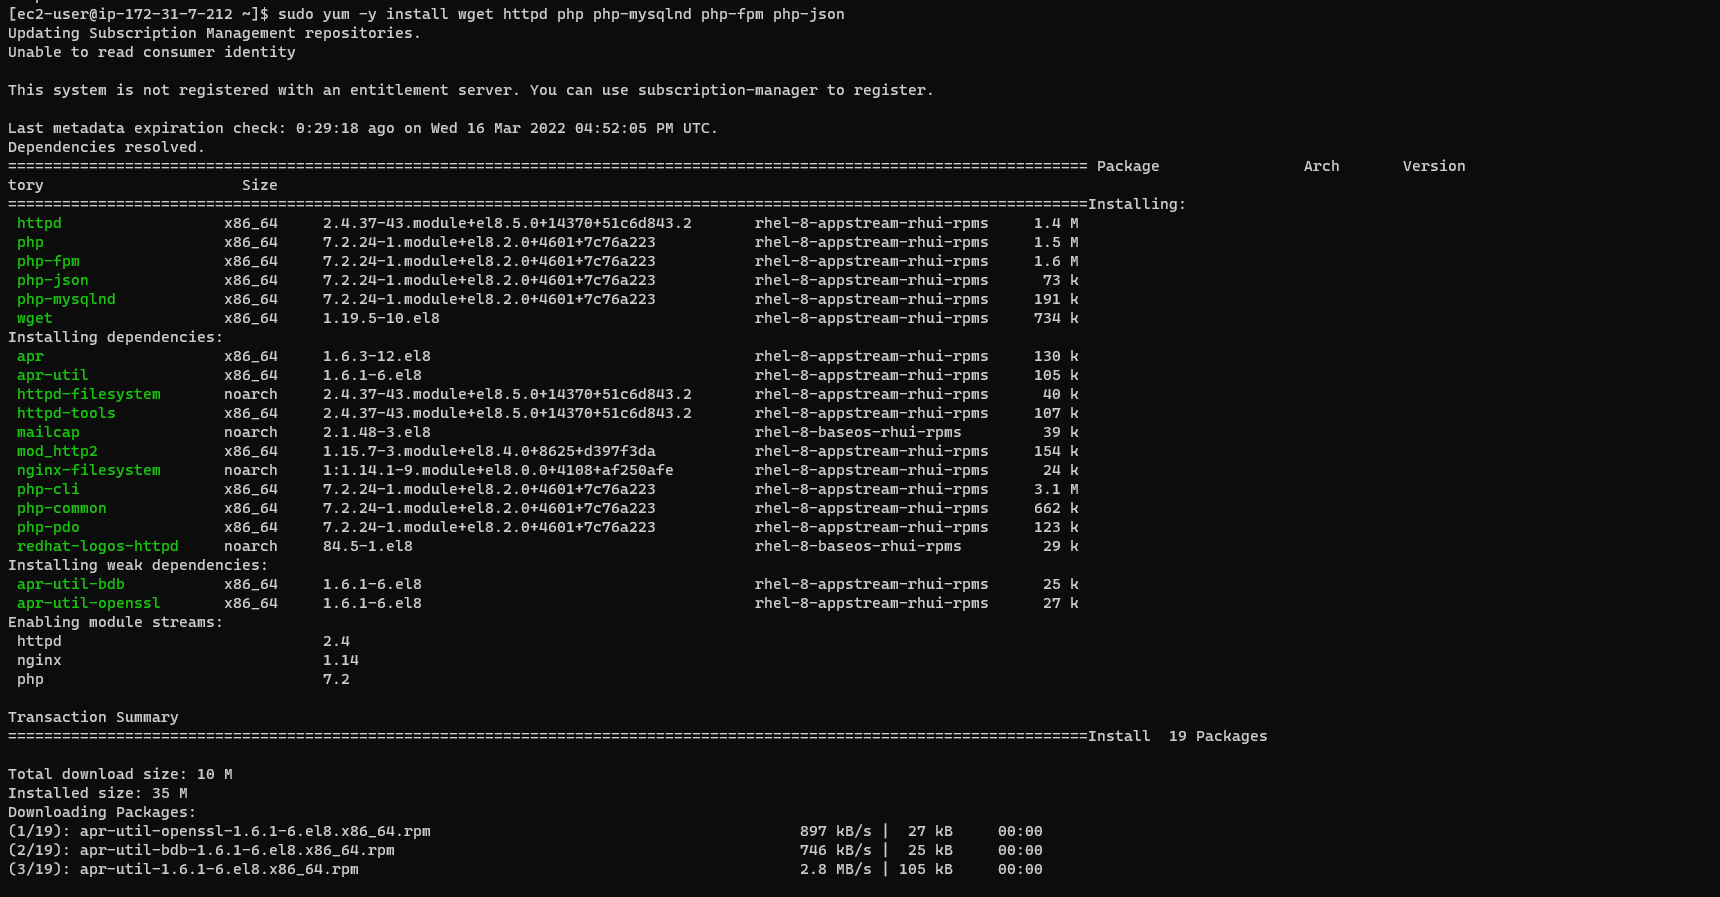 [ec2-user@ip-172-31-7-212 ~]$ sudo yum -y install wget httpd php php-mysqlnd php-fpm php-json
Updating Subscription Management repositories.
Unable to read consumer identity
This system is not registered with an entitlement server. You can use subscription-manager to register.
Last metadata expiration check: 0:29:18 ago on Wed 16 Mar 2022 04:52:05 PM UTC.
Dependencies resolved.
======================================================================================================================== Package                Arch       Version
tory                      Size
========================================================================================================================Installing:
 httpd                  x86_64     2.4.37-43.module+el8.5.0+14370+51c6d843.2       rhel-8-appstream-rhui-rpms     1.4 M
 php                    x86_64     7.2.24-1.module+el8.2.0+4601+7c76a223           rhel-8-appstream-rhui-rpms     1.5 M
 php-fpm                x86_64     7.2.24-1.module+el8.2.0+4601+7c76a223           rhel-8-appstream-rhui-rpms     1.6 M
 php-json               x86_64     7.2.24-1.module+el8.2.0+4601+7c76a223           rhel-8-appstream-rhui-rpms      73 k
 php-mysqlnd            x86_64     7.2.24-1.module+el8.2.0+4601+7c76a223           rhel-8-appstream-rhui-rpms     191 k
 wget                   x86_64     1.19.5-10.el8                                   rhel-8-appstream-rhui-rpms     734 k
Installing dependencies:
 apr                    x86_64     1.6.3-12.el8                                    rhel-8-appstream-rhui-rpms     130 k
 apr-util               x86_64     1.6.1-6.el8                                     rhel-8-appstream-rhui-rpms     105 k
 httpd-filesystem       noarch     2.4.37-43.module+el8.5.0+14370+51c6d843.2       rhel-8-appstream-rhui-rpms      40 k
 httpd-tools            x86_64     2.4.37-43.module+el8.5.0+14370+51c6d843.2       rhel-8-appstream-rhui-rpms     107 k
 mailcap                noarch     2.1.48-3.el8                                    rhel-8-baseos-rhui-rpms         39 k
 mod_http2              x86_64     1.15.7-3.module+el8.4.0+8625+d397f3da           rhel-8-appstream-rhui-rpms     154 k
 nginx-filesystem       noarch     1:1.14.1-9.module+el8.0.0+4108+af250afe         rhel-8-appstream-rhui-rpms      24 k
 php-cli                x86_64     7.2.24-1.module+el8.2.0+4601+7c76a223           rhel-8-appstream-rhui-rpms     3.1 M
 php-common             x86_64     7.2.24-1.module+el8.2.0+4601+7c76a223           rhel-8-appstream-rhui-rpms     662 k
 php-pdo                x86_64     7.2.24-1.module+el8.2.0+4601+7c76a223           rhel-8-appstream-rhui-rpms     123 k
 redhat-logos-httpd     noarch     84.5-1.el8                                      rhel-8-baseos-rhui-rpms         29 k
Installing weak dependencies:
 apr-util-bdb           x86_64     1.6.1-6.el8                                     rhel-8-appstream-rhui-rpms      25 k
 apr-util-openssl       x86_64     1.6.1-6.el8                                     rhel-8-appstream-rhui-rpms      27 k
Enabling module streams:
 httpd                             2.4
 nginx                             1.14
 php                               7.2
Transaction Summary
========================================================================================================================Install  19 Packages
Total download size: 10 M
Installed size: 35 M
Downloading Packages:
(1/19): apr-util-openssl-1.6.1-6.el8.x86_64.rpm                                         897 kB/s |  27 kB     00:00
(2/19): apr-util-bdb-1.6.1-6.el8.x86_64.rpm                                             746 kB/s |  25 kB     00:00
(3/19): apr-util-1.6.1-6.el8.x86_64.rpm                                                 2.8 MB/s | 105 kB     00:00